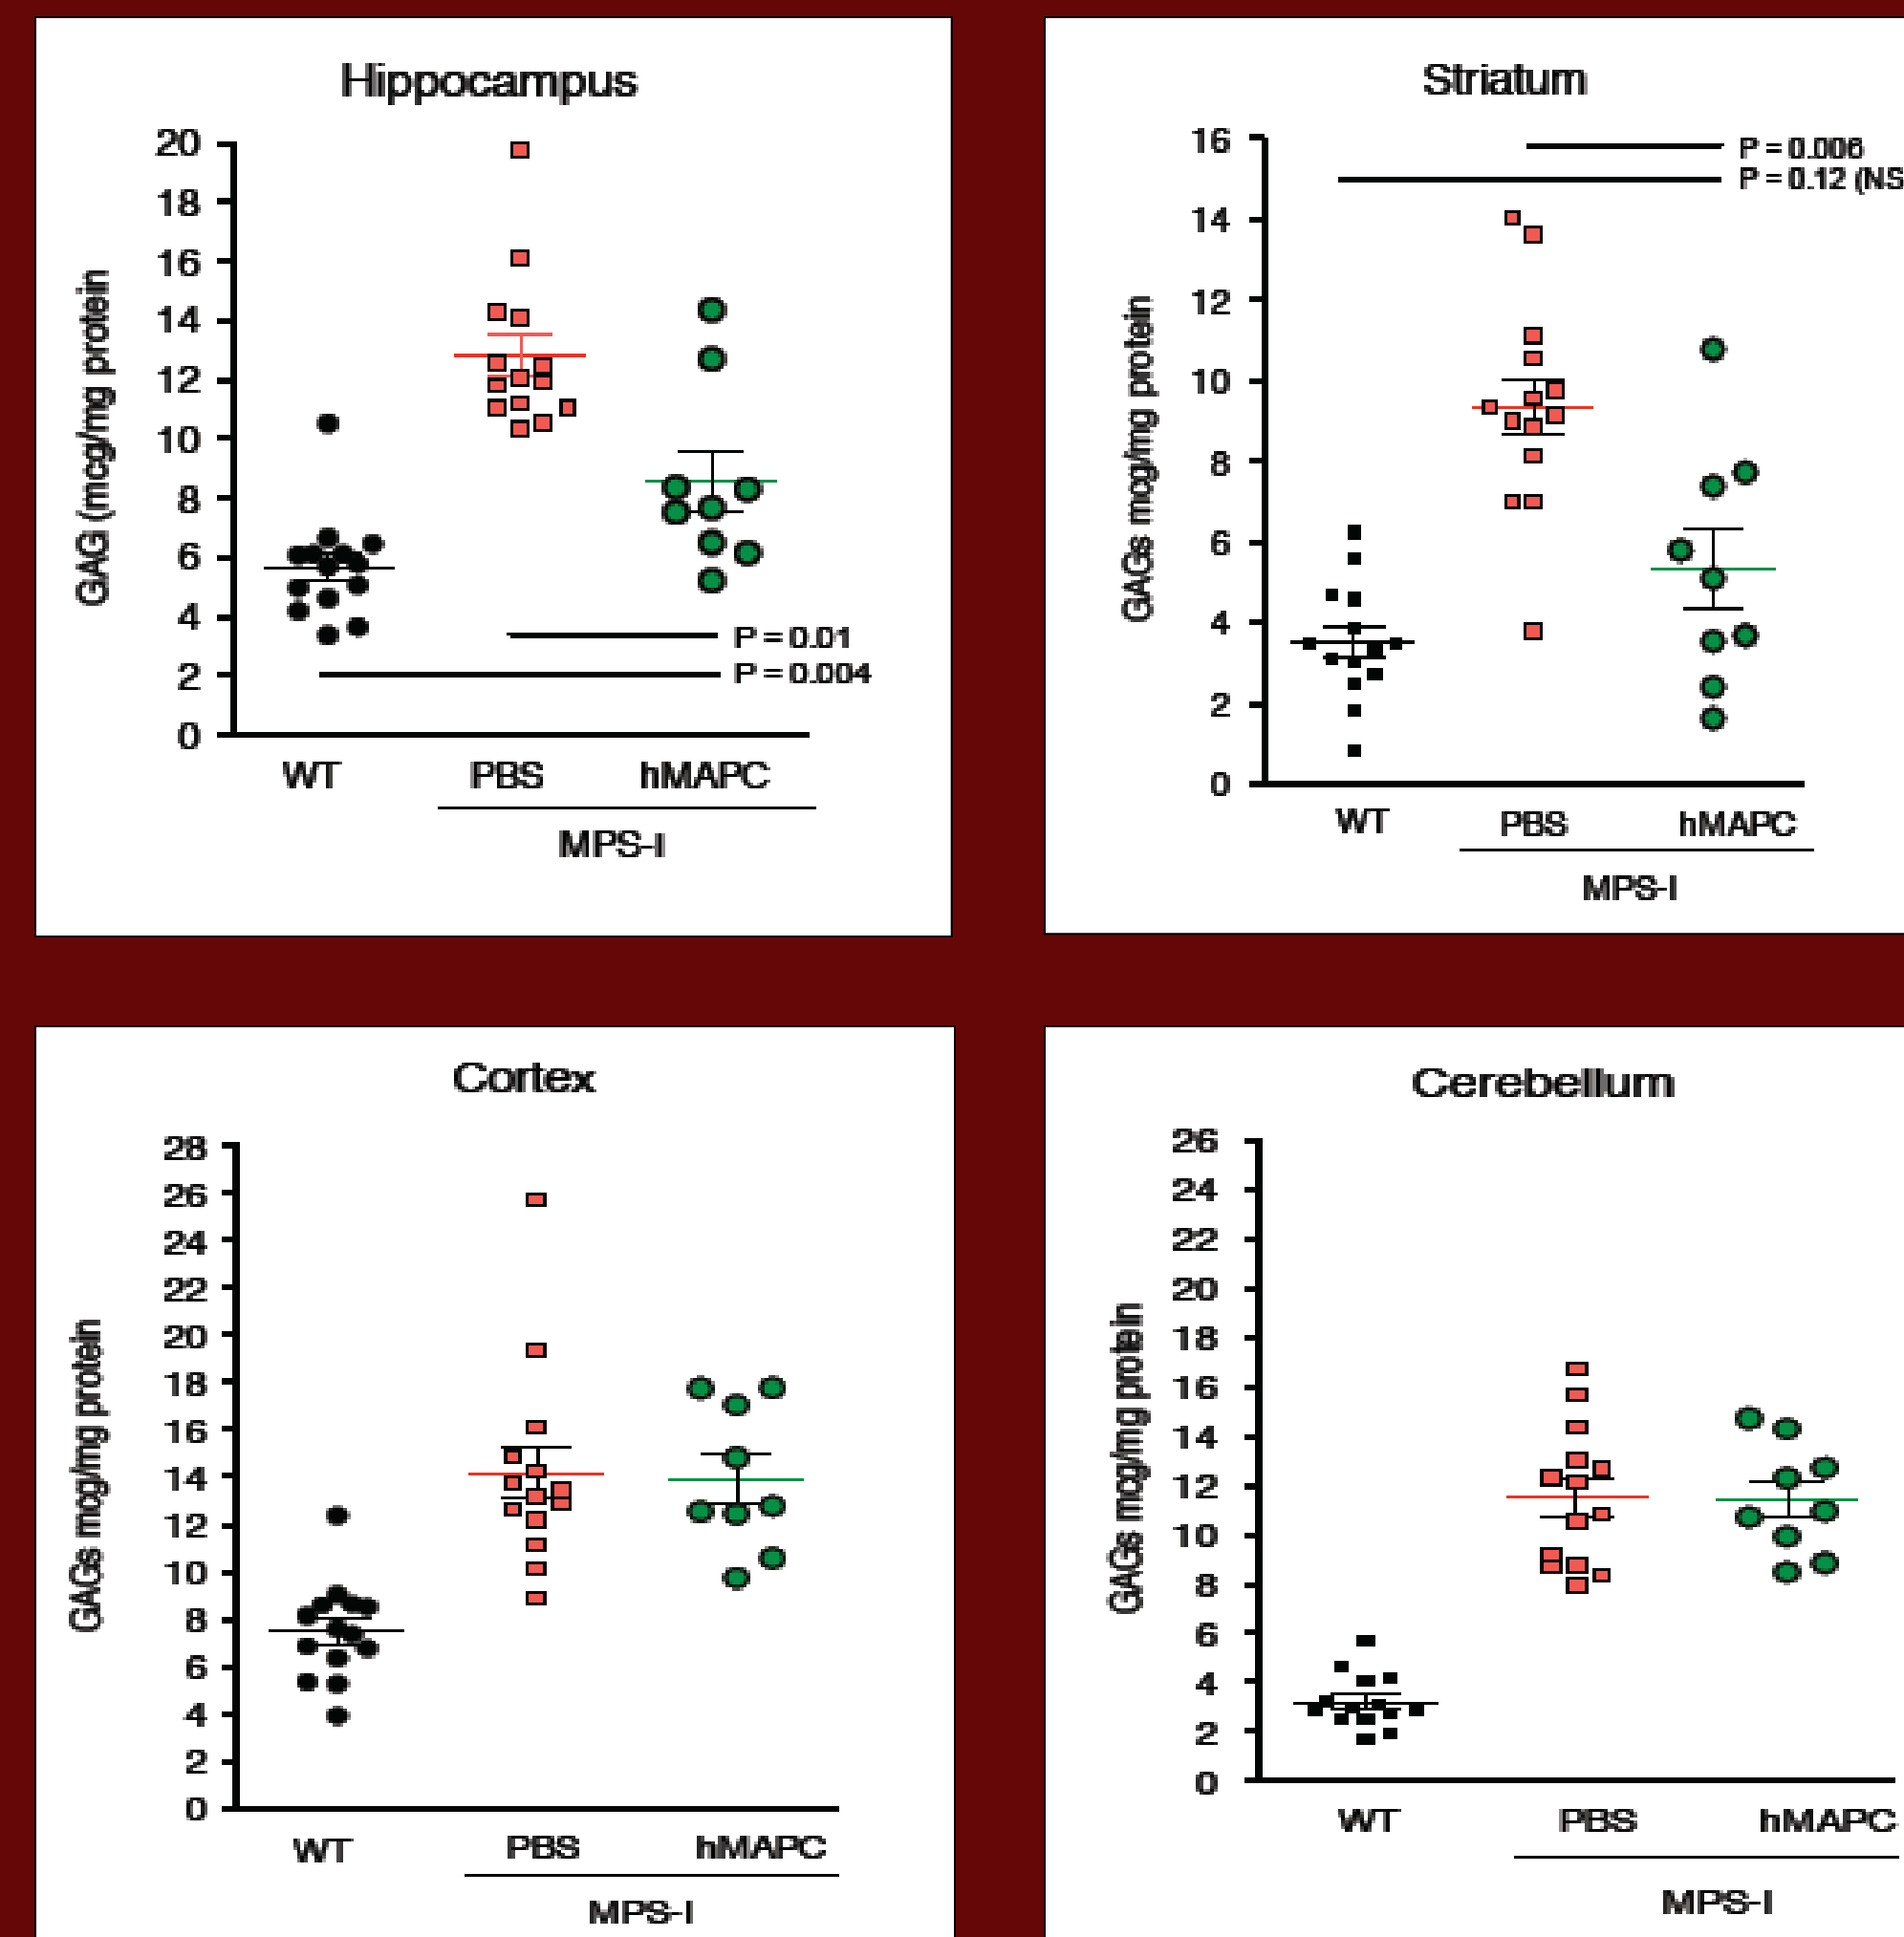 Hippocampus
GAG (mcg/mg protein
20
18
16
14
12
10
8
6
4
2
0
P = 0.01
P = 0.004
WT PBS hMAPC
MPS-I
Striatum
GAGs mcg/mg protein
16
14
12
10
8
6
4
2
0
P = 0.006
P = 0.12 (NS
WT PBS hMAPC
MPS-I
Cortex
GAGs mcg/mg protein
28
26
24
22
20
18
16
14
12
10
8
6
4
2
0
WT PBS hMAPC
MPS-I
Cerebellum
GAGs mcg/mg protein
26
24
22
20
18
16
14
12
10
8
6
4
2
0
WT PBS hMAPC
MPS-I